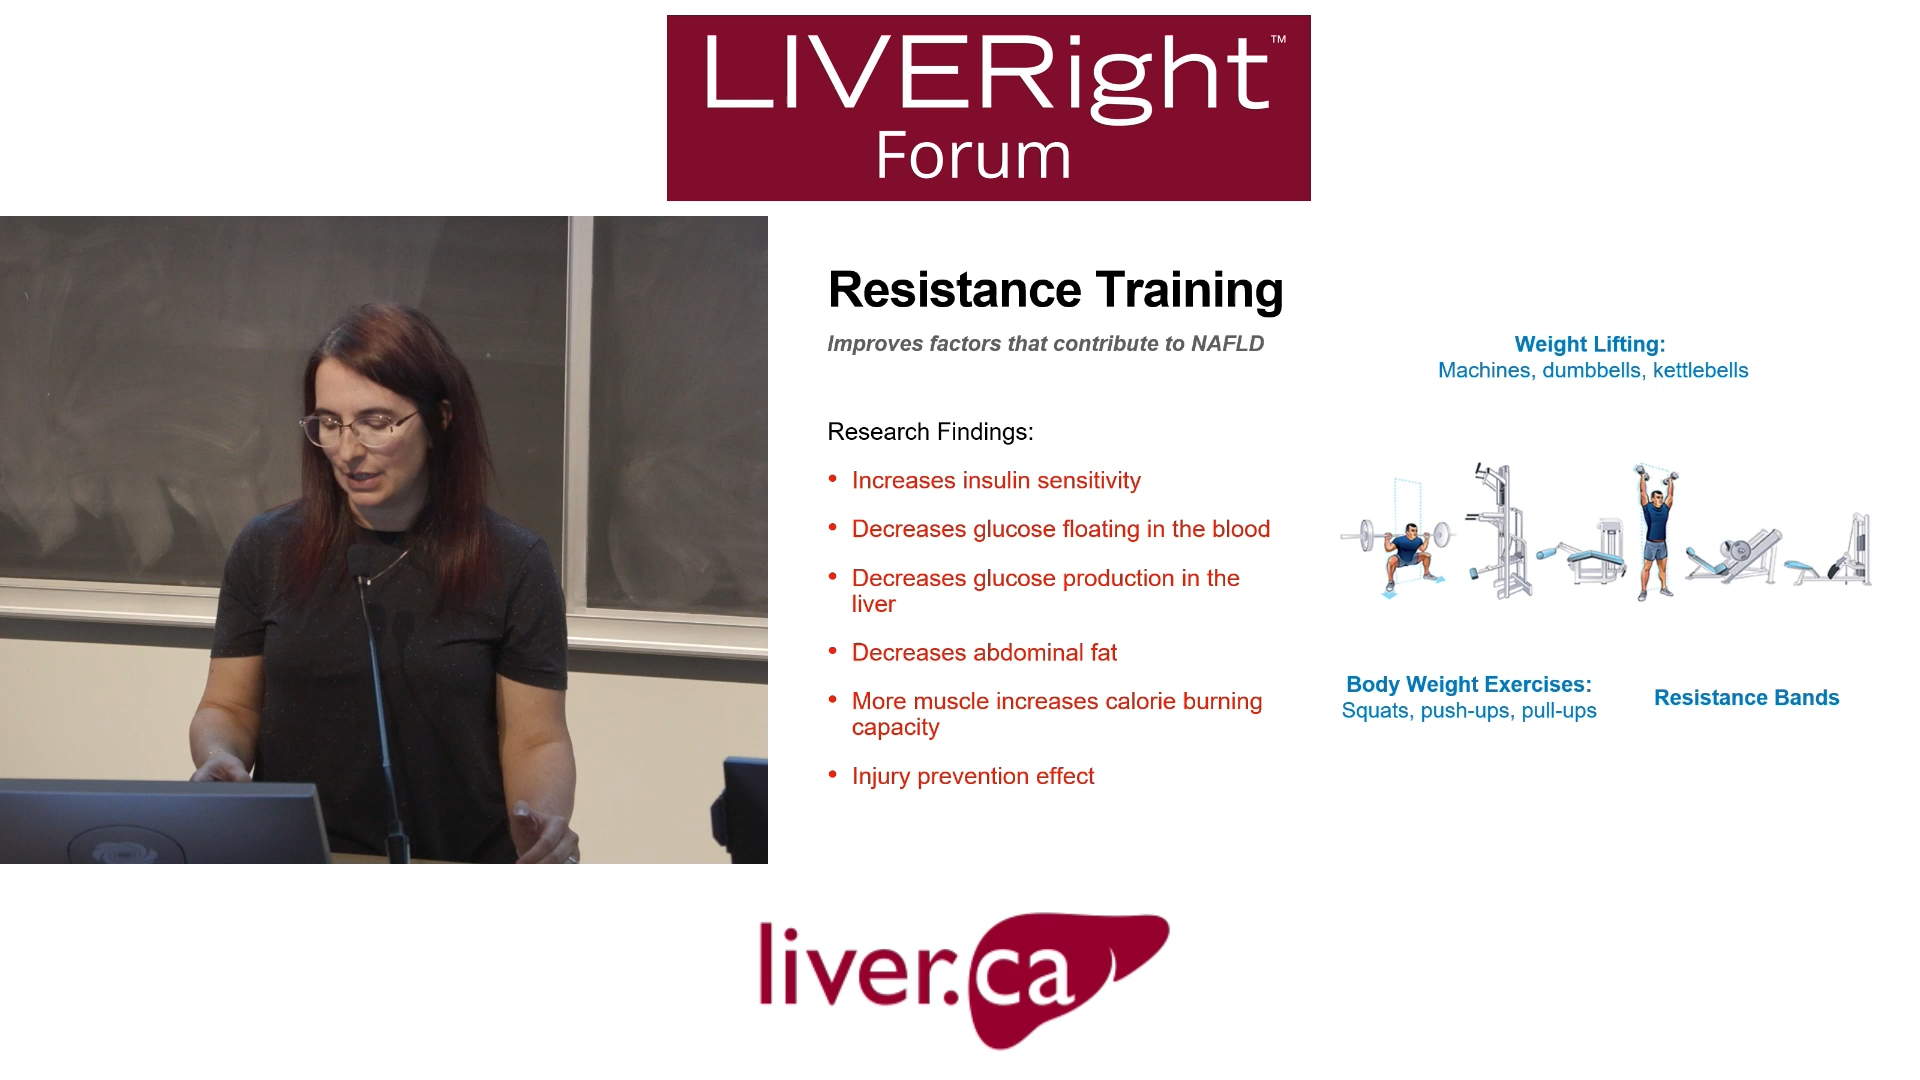 LIVERight™
Forum
Resistance Training
Improves factors that contribute to NAFLD
Research Findings:
• Increases insulin sensitivity
• Decreases glucose floating in the blood
• Decreases glucose production in the
liver
• Decreases abdominal fat
• More muscle increases calorie burning
capacity
• Injury prevention effect
Weight Lifting:
Machines, dumbbells, kettlebells
Body Weight Exercises:
Squats, push-ups, pull-ups
Resistance Bands
liver.ca